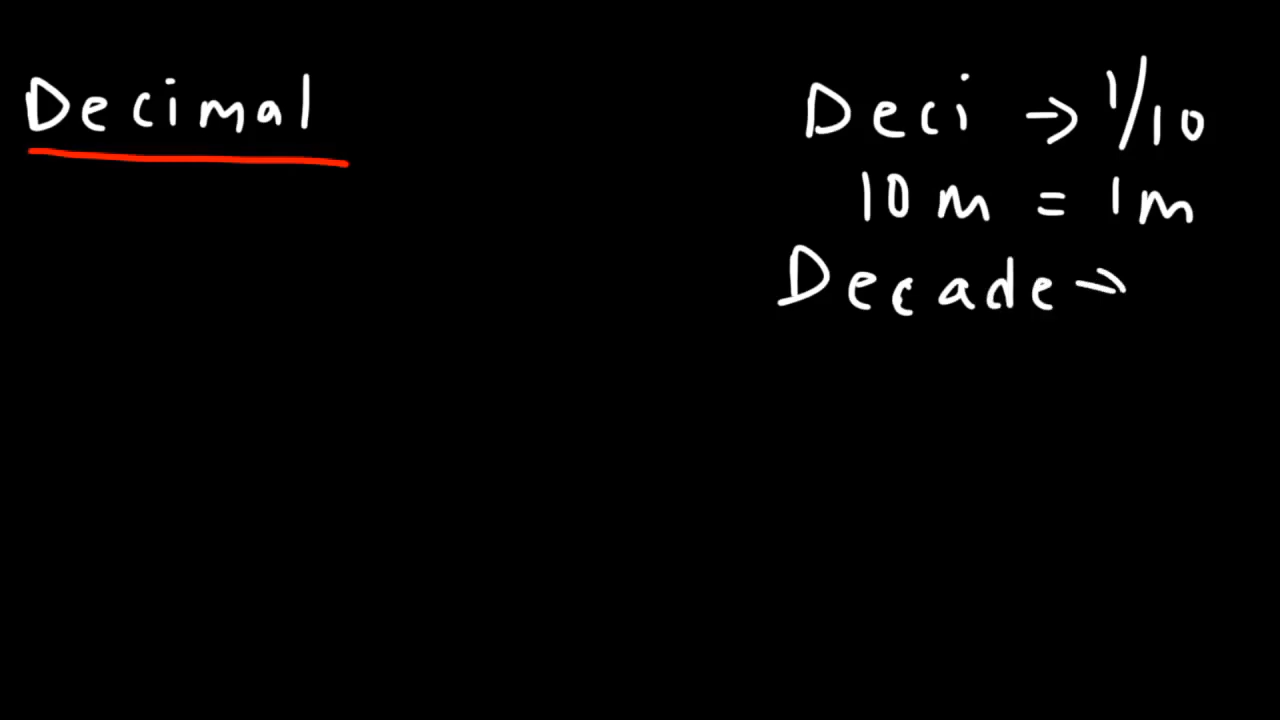 Decimal
Deci → 1/10
10 m = 1m
Decade →